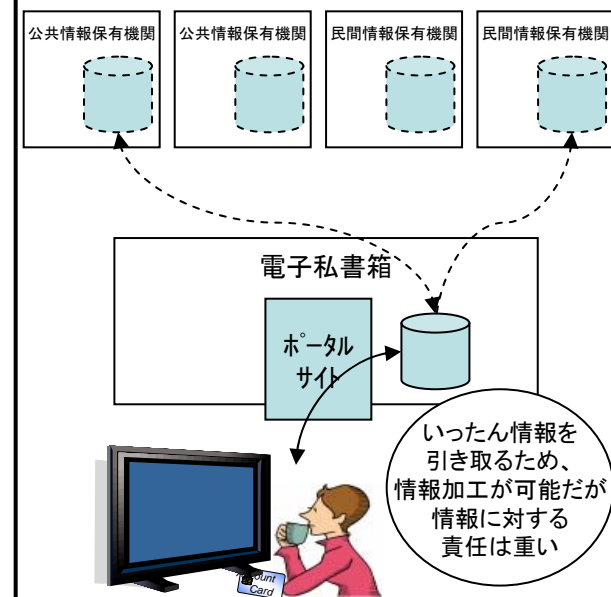 公共情報保有機関
公共情報保有機関
民間情報保有機関
民間情報保有機関
電子私書箱
ポータル
サイト
いったん情報を
引き取るため、
情報加工が可能だが
情報に対する
責任は重い
Card